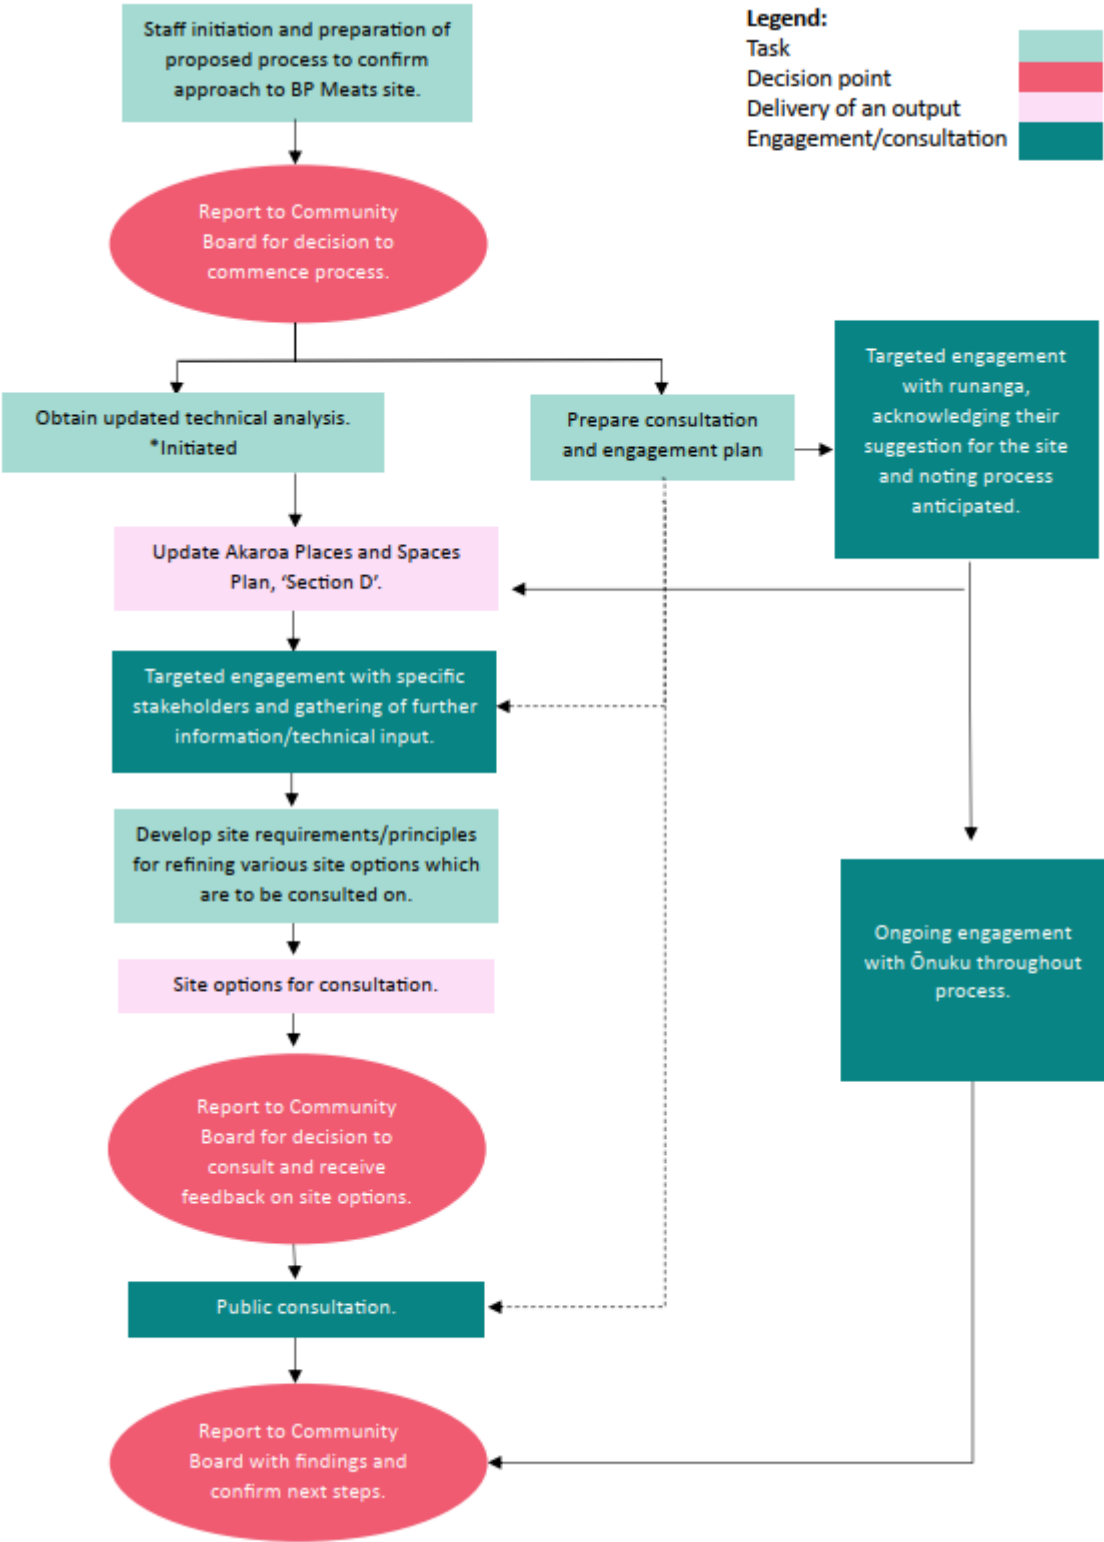 Staff initiation and preparation of
proposed process to confirm
approach to BP Meats site.
Legend:
Task
Decision point
Delivery of an output
Engagement/consultation
Report to Community
Board for decision to
commence process.
Obtain updated technical analysis.
*Initiated
Prepare consultation
and engagement plan
Targeted engagement
with runanga,
acknowledging their
suggestion for the site
and noting process
anticipated.
Update Akaroa Places and Spaces
Plan, ‘Section D’.
Targeted engagement with specific
stakeholders and gathering of further
information/technical input.
Develop site requirements/principles
for refining various site options which
are to be consulted on.
Site options for consultation.
Ongoing engagement
with Ōnuku throughout
process.
Report to Community
Board for decision to
consult and receive
feedback on site options.
Public consultation.
Report to Community
Board with findings and
confirm next steps.